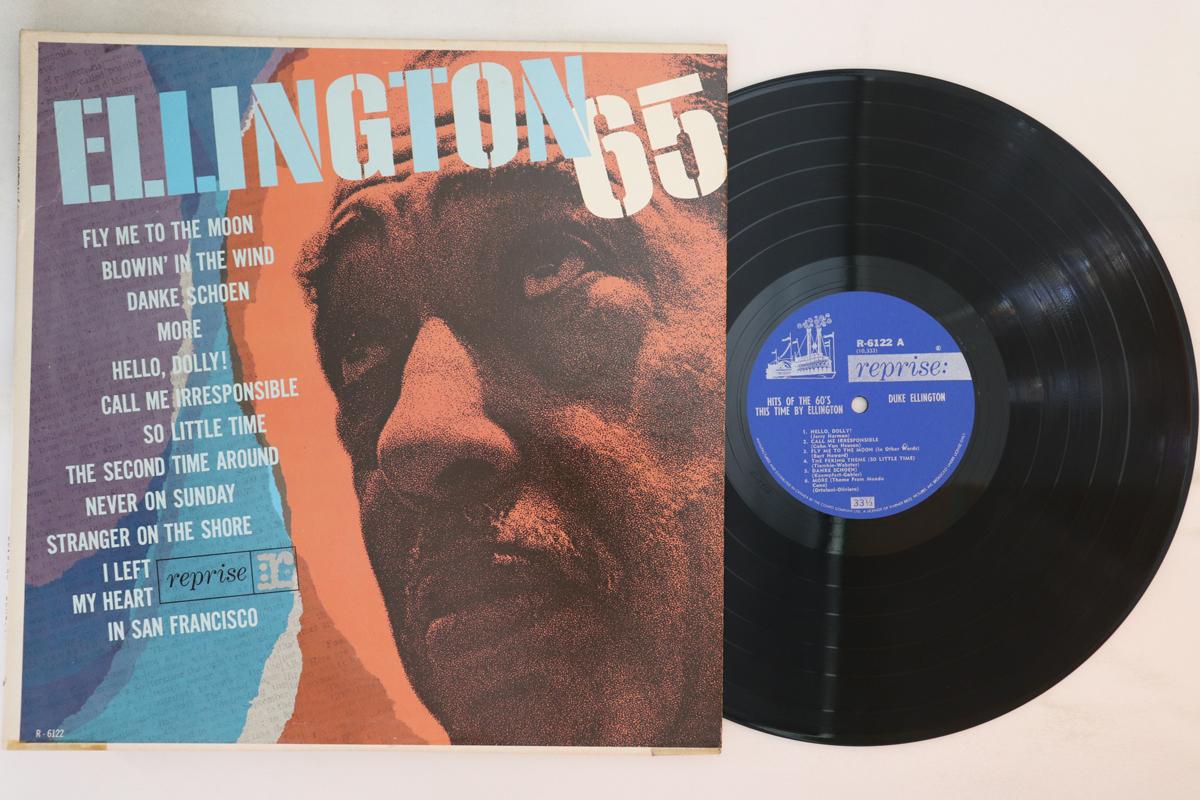 ELLINGTON 65
FLY ME TO THE MOON
BLOWIN' IN THE WIND
DANKE SCHOEN
MORE
HELLO, DOLLY!
CALL ME IRRESPONSIBLE
SO LITTLE TIME
THE SECOND TIME AROUND
NEVER ON SUNDAY
STRANGER ON THE SHORE
I LEFT
MY HEART
IN SAN FRANCISCO
reprise r
R-6122
R-6122 A
(10,333)
reprise:
HITS OF THE 60'S
THIS TIME BY ELLINGTON
DUKE ELLINGTON
1. HELLO, DOLLY!
(Jerry Herman)
2. CALL ME IRRESPONSIBLE
(Cahn-Van Heusen)
3. FLY ME TO THE MOON (In Other Words)
(Bart Howard)
4. THE PEKING THEME (SO LITTLE TIME)
(Tiomkin-Webster)
5. DANKE SCHOEN
(Kaempfert-Gabler)
6. MORE (Theme From Mondo
Cane)
(Ortolani-Oliviero)
33⅓